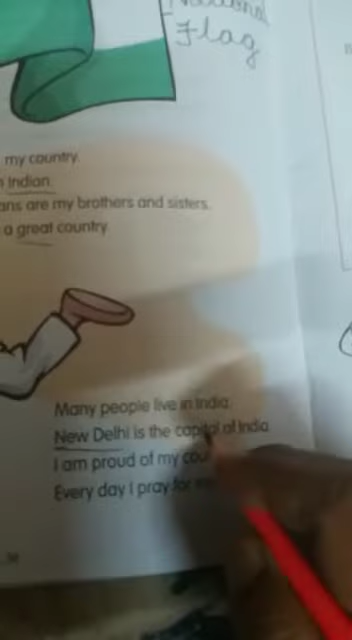 National
Flag
my country.
Indian.
are my brothers and sisters.
a great country.
Many people live in India.
New Delhi is the capital of India
I am proud of my
Every day I pray for